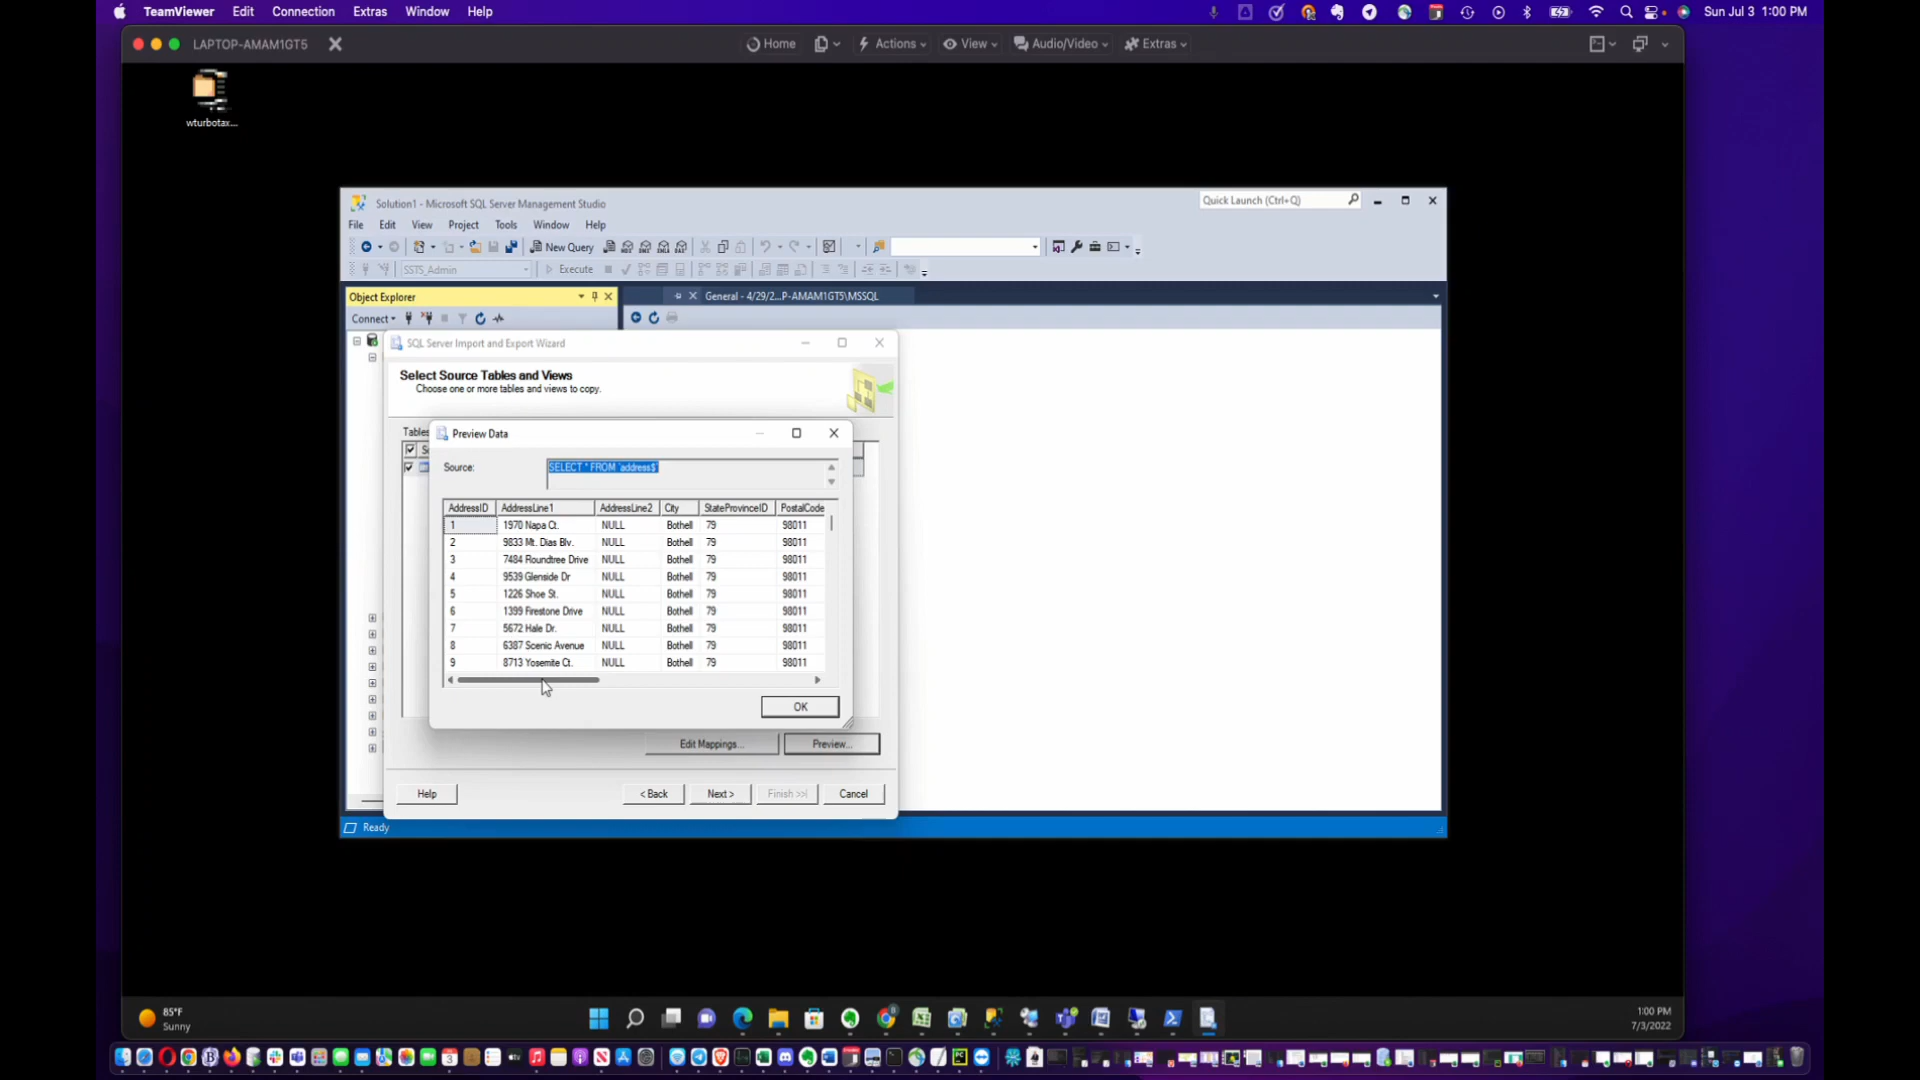 TeamViewer Edit Connection Extras Window Help Sun Jul 3 1:00 PM
LAPTOP-AMAM1GT5 Home Actions View Audio/Video Extras
wturbotax...
Solution1 - Microsoft SQL Server Management Studio Quick Launch (Ctrl+Q)
File Edit View Project Tools Window Help
New Query
SSTS_Admin Execute
Object Explorer General - 4/29/2...P-AMAM1GT5\MSSQL
Connect
SQL Server Import and Export Wizard
Select Source Tables and Views
Choose one or more tables and views to copy.
Tables
Preview Data
Source: SELECT * FROM `address$`
AddressID AddressLine1 AddressLine2 City StateProvinceID PostalCode
1 1970 Napa Ct. NULL Bothell 79 98011
2 9833 Mt. Dias Blv. NULL Bothell 79 98011
3 7484 Roundtree Drive NULL Bothell 79 98011
4 9539 Glenside Dr NULL Bothell 79 98011
5 1226 Shoe St. NULL Bothell 79 98011
6 1399 Firestone Drive NULL Bothell 79 98011
7 5672 Hale Dr. NULL Bothell 79 98011
8 6387 Scenic Avenue NULL Bothell 79 98011
9 8713 Yosemite Ct. NULL Bothell 79 98011
OK
Edit Mappings... Preview...
Help < Back Next > Finish >>| Cancel
Ready
85°F
Sunny
1:00 PM
7/3/2022